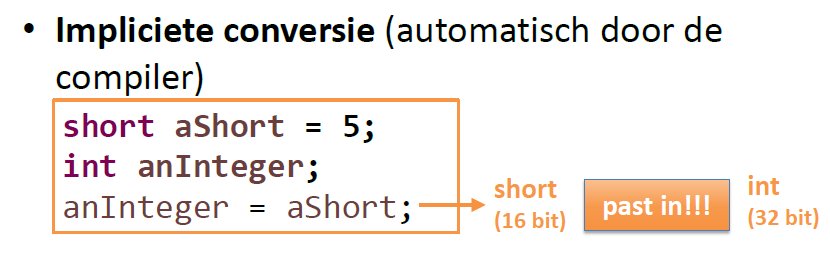 • Impliciete conversie (automatisch door de
compiler)
short aShort = 5;
int anInteger;
anInteger = aShort;
short
(16 bit)
past in!!!
int
(32 bit)